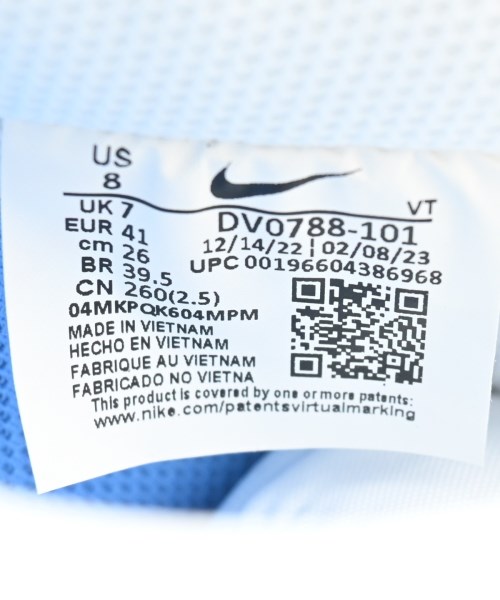 US
8
VT
UK 7
DV0788-101
EUR 41
12/14/22 | 02/08/23
cm 26
UPC 00196604386968
BR 39.5
CN 260(2.5)
04MKPQK604MPM
MADE IN VIETNAM
HECHO EN VIETNAM
FABRIQUE AU VIETNAM
FABRICADO NO VIETNA
This product is covered by one or more patents:
www.nike.com/patentsvirtualmarking